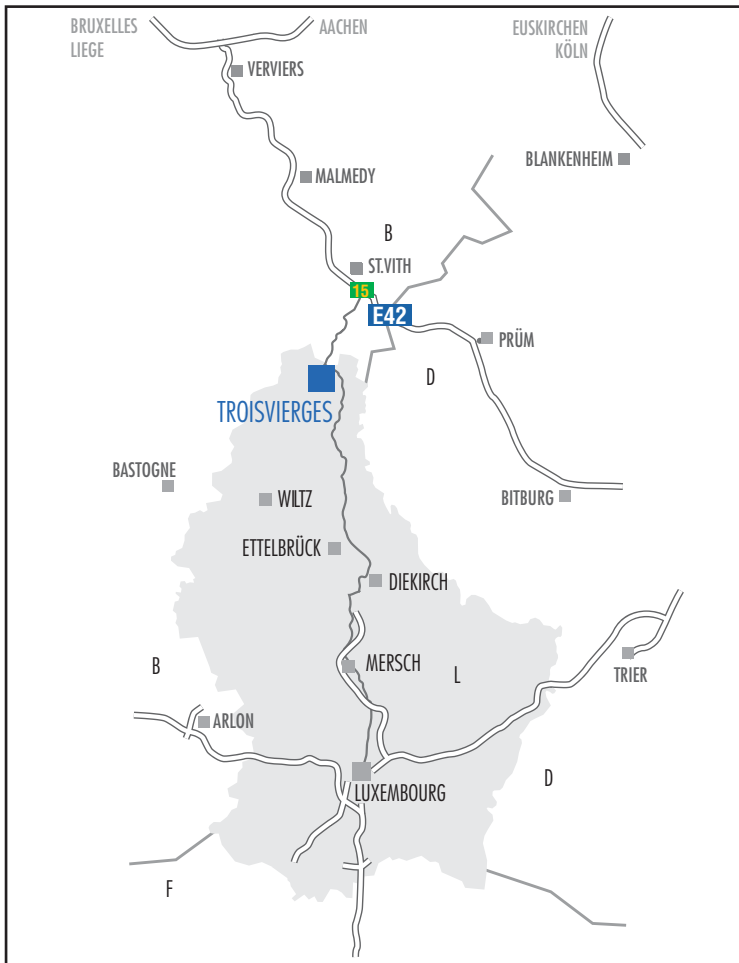 BRUXELLES
LIEGE
AACHEN
EUSKIRCHEN
KÖLN
VERVIERS
BLANKENHEIM
MALMEDY
B
ST.VITH
15
E42
PRÜM
D
TROISVIERGES
BASTOGNE
WILTZ
BITBURG
ETTELBRÜCK
DIEKIRCH
B
MERSCH
L
TRIER
ARLON
D
LUXEMBOURG
F